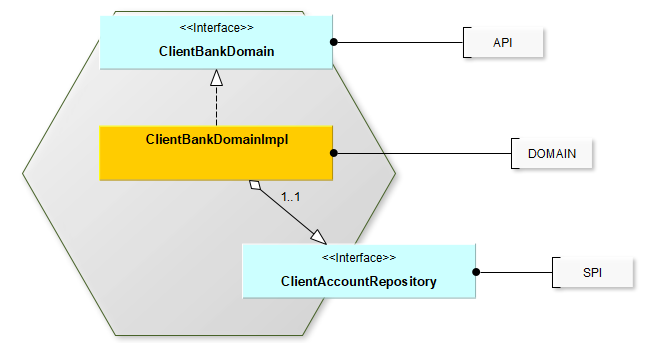 <<Interface>>
ClientBankDomain
API
ClientBankDomainImpl
DOMAIN
1..1
<<Interface>>
ClientAccountRepository
SPI